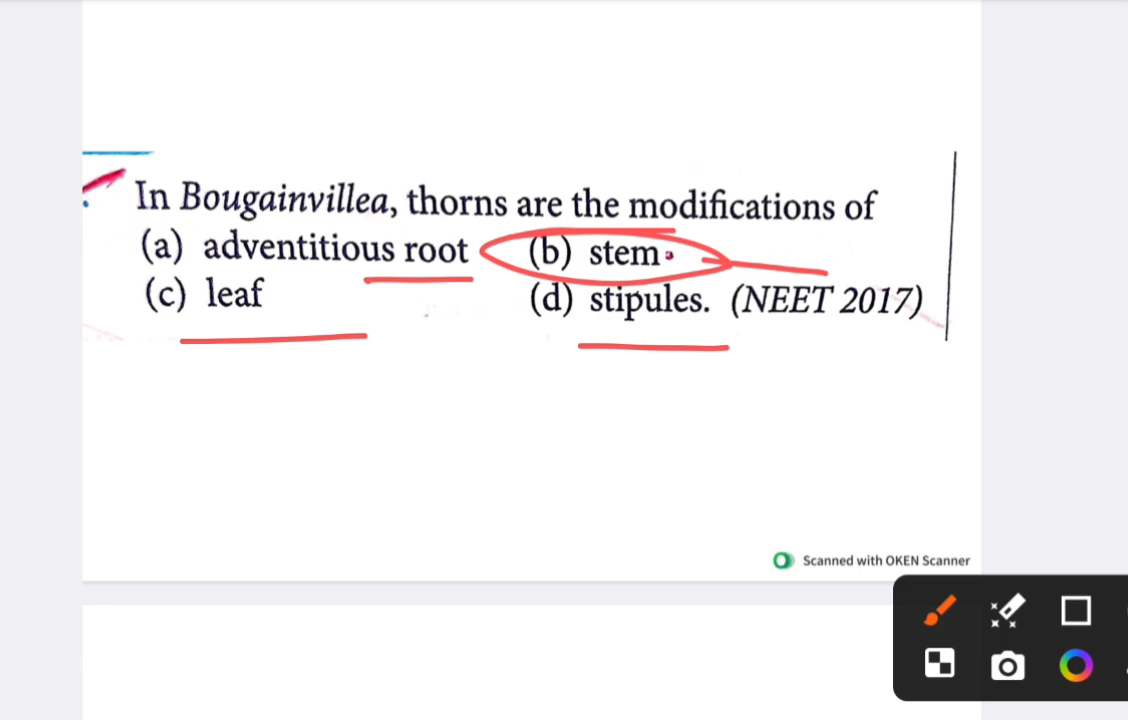 In Bougainvillea, thorns are the modifications of
(a) adventitious root (b) stem
(c) leaf (d) stipules. (NEET 2017)
Scanned with OKEN Scanner